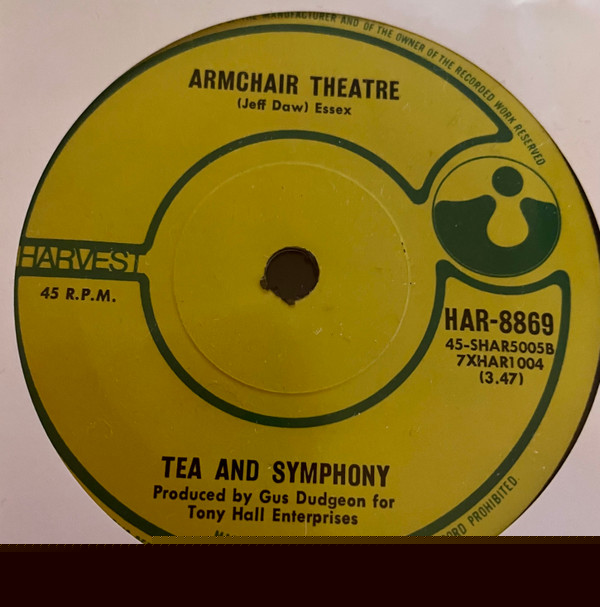 THE MANUFACTURER AND OF THE OWNER OF THE RECORDED WORK RESERVED
ARMCHAIR THEATRE
(Jeff Daw) Essex
HARVEST
45 R.P.M.
HAR-8869
45-SHAR5005B
7XHAR1004
(3.47)
TEA AND SYMPHONY
Produced by Gus Dudgeon for
Tony Hall Enterprises
PROHIBITED.